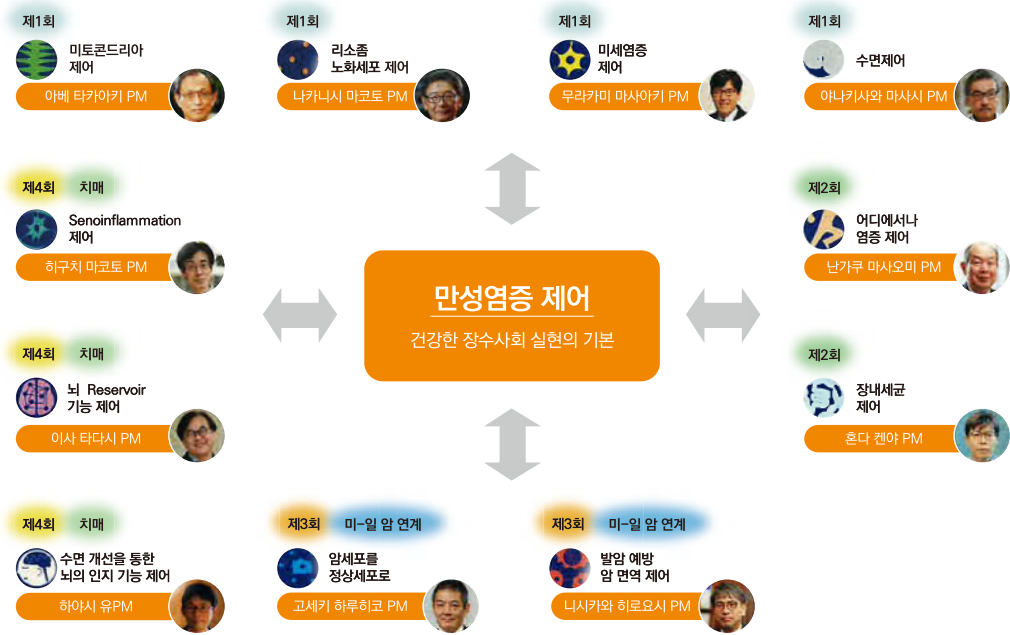 제1회
미토콘드리아
제어
아베 타카아키 PM
제1회
리소좀
노화세포 제어
나카니시 마코토 PM
제1회
미세염증
제어
무라카미 마사아키 PM
제1회
수면제어
야나키사와 마사시 PM
제4회 치매
Senoinflammation
제어
히구치 마코토 PM
제2회
어디에서나
염증 제어
난가쿠 마사오미 PM
만성염증 제어
건강한 장수사회 실현의 기본
제4회 치매
뇌 Reservoir
기능 제어
이사 타다시 PM
제2회
장내세균
제어
혼다 켄야 PM
제4회 치매
수면 개선을 통한
뇌의 인지 기능 제어
하야시 유PM
제3회 미-일 암 연계
암세포를
정상세포로
고세키 하루히코 PM
제3회 미-일 암 연계
발암 예방
암 면역 제어
니시카와 히로요시 PM